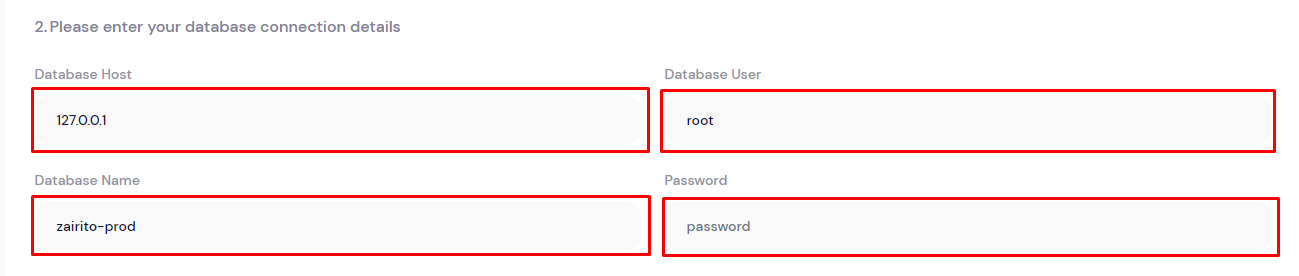 2. Please enter your database connection details
Database Host
Database User
127.0.0.1
root
Database Name
Password
zairito-prod
password